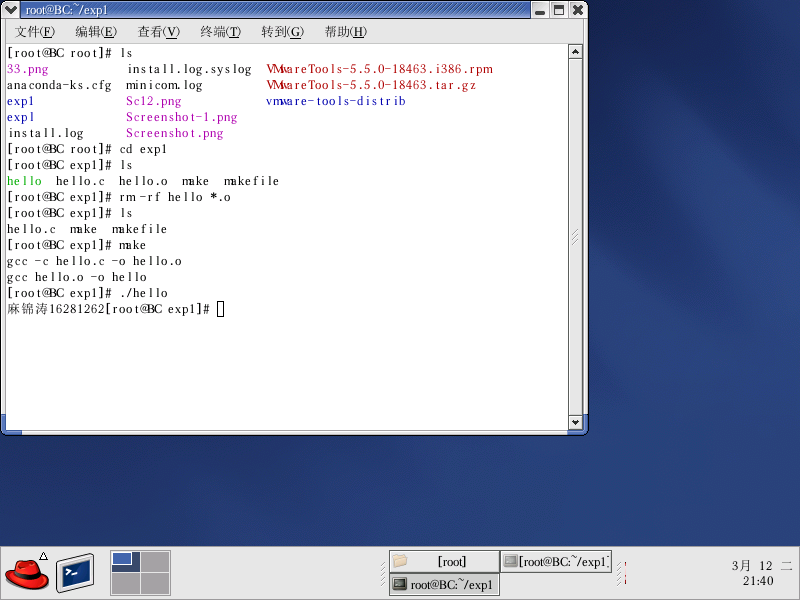 root@BC:~/exp1
文件(F) 编辑(E) 查看(V) 终端(T) 转到(G) 帮助(H)
[root@BC root]# ls
33.png install.log.syslog VMwareTools-5.5.0-18463.i386.rpm
anaconda-ks.cfg minicom.log VMwareTools-5.5.0-18463.tar.gz
exp1 Sc12.png vmware-tools-distrib
expl Screenshot-1.png
install.log Screenshot.png
[root@BC root]# cd exp1
[root@BC exp1]# ls
hello hello.c hello.o make makefile
[root@BC exp1]# rm -rf hello *.o
[root@BC exp1]# ls
hello.c make makefile
[root@BC exp1]# make
gcc -c hello.c -o hello.o
gcc hello.o -o hello
[root@BC exp1]# ./hello
麻锦涛16281262[root@BC exp1]#
[root] [root@BC:~/exp1]
root@BC:~/exp1
3月 12 二
21:40